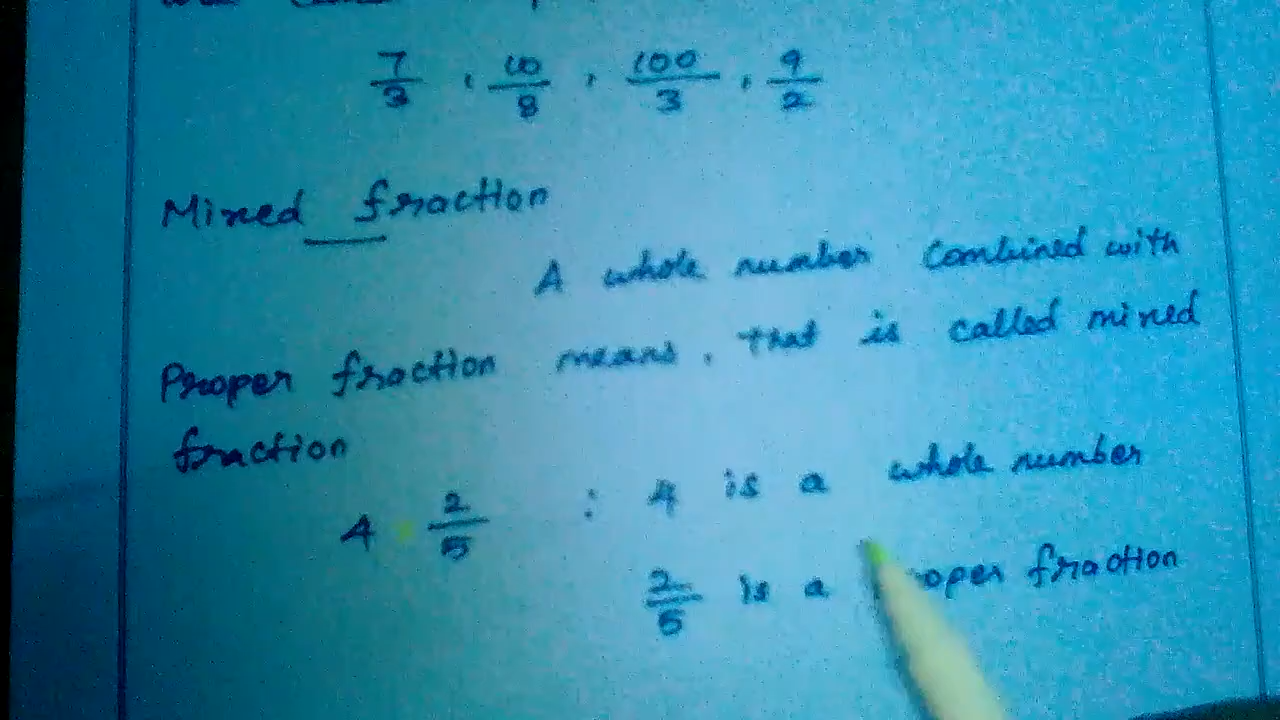 7/3 , 10/8 , 100/3 , 9/2
Mixed fraction
A whole number combined with
Proper fraction means, that is called mixed
fraction
4 2/5 : 4 is a whole number
2/5 is a oper fraction